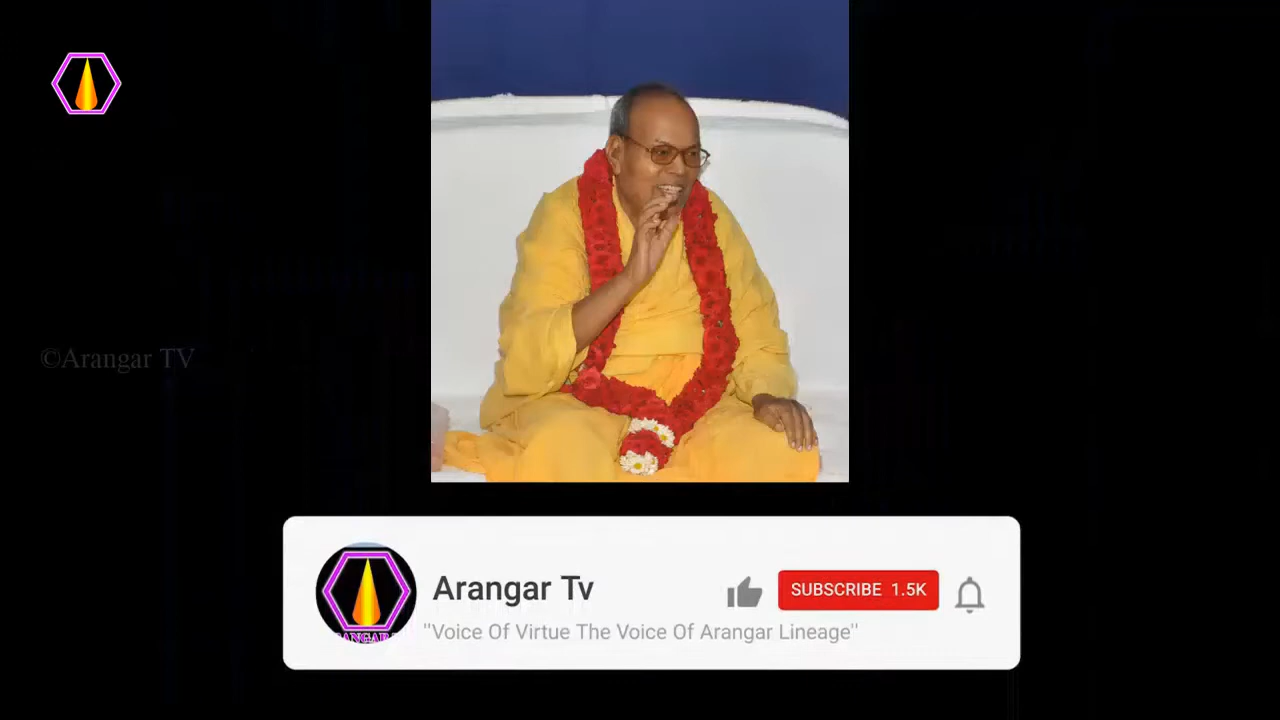 ©Arangar TV
Arangar Tv
SUBSCRIBE 1.5K
"Voice Of Virtue The Voice Of Arangar Lineage"